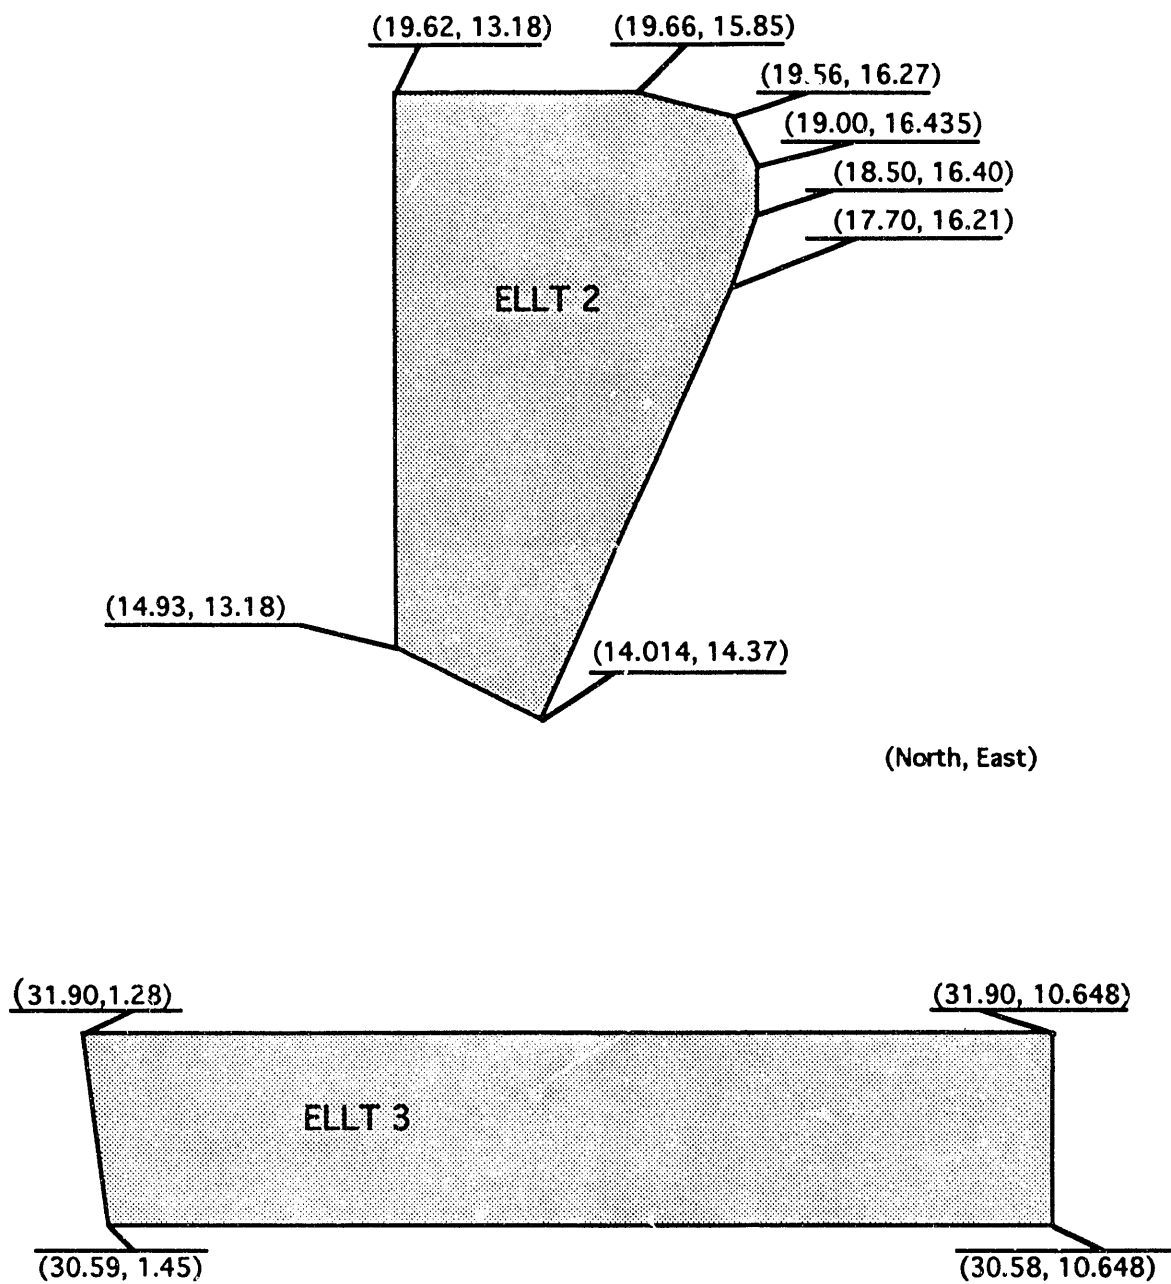 (19.62, 13.18) (19.66, 15.85)
(19.56, 16.27)
(19.00, 16.435)
(18.50, 16.40)
(17.70, 16.21)
ELLT 2
(14.93, 13.18)
(14.014, 14.37)
(North, East)
(31.90,1.28) (31.90, 10.648)
ELLT 3
(30.59, 1.45) (30.58, 10.648)